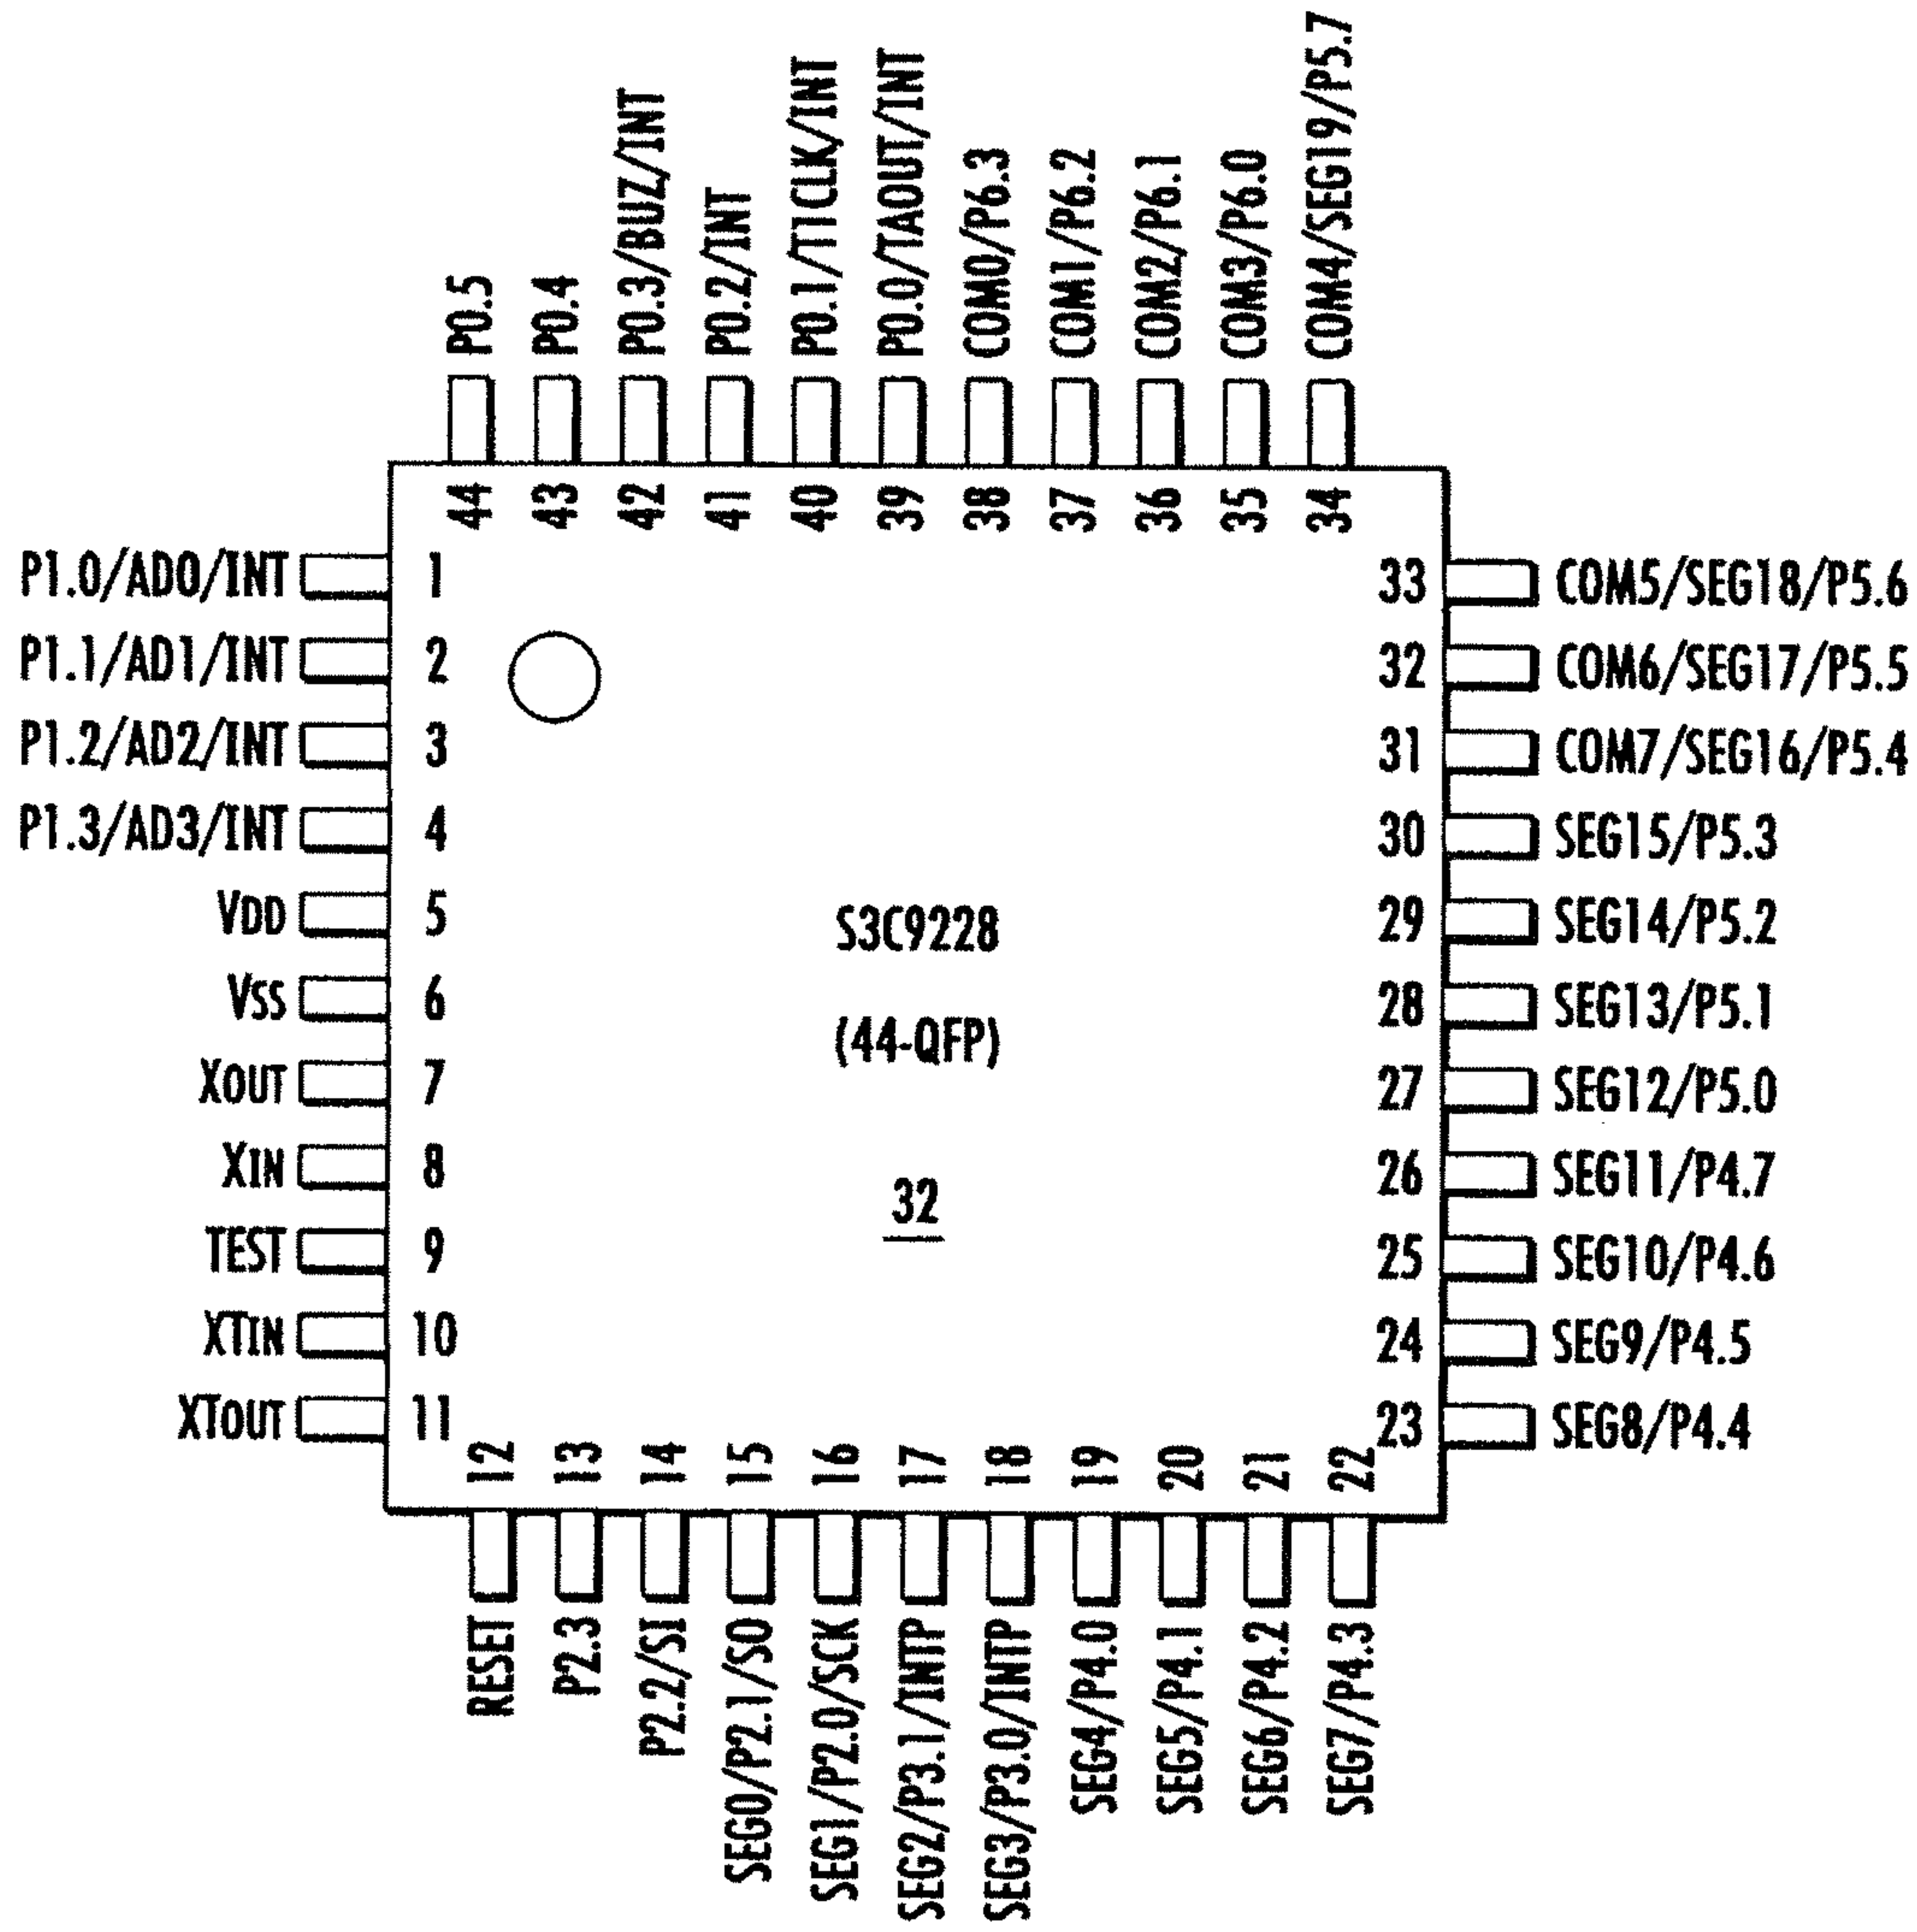 P0.5
P0.4
P0.3/BUZ/INT
P0.2/INT
P0.1/T1CLK/INT
P0.0/TAOUT/INT
COM0/P6.3
COM1/P6.2
COM2/P6.1
COM3/P6.0
COM4/SEG19/P5.7
44
43
42
41
40
39
38
37
36
35
34
P1.0/AD0/INT 1
P1.1/AD1/INT 2
P1.2/AD2/INT 3
P1.3/AD3/INT 4
VDD 5
VSS 6
XOUT 7
XIN 8
TEST 9
XTIN 10
XTOUT 11
S3C9228
(44-QFP)
32
33 COM5/SEG18/P5.6
32 COM6/SEG17/P5.5
31 COM7/SEG16/P5.4
30 SEG15/P5.3
29 SEG14/P5.2
28 SEG13/P5.1
27 SEG12/P5.0
26 SEG11/P4.7
25 SEG10/P4.6
24 SEG9/P4.5
23 SEG8/P4.4
12
13
14
15
16
17
18
19
20
21
22
RESET
P2.3
P2.2/SI
SEG0/P2.1/SO
SEG1/P2.0/SCK
SEG2/P3.1/INTP
SEG3/P3.0/INTP
SEG4/P4.0
SEG5/P4.1
SEG6/P4.2
SEG7/P4.3